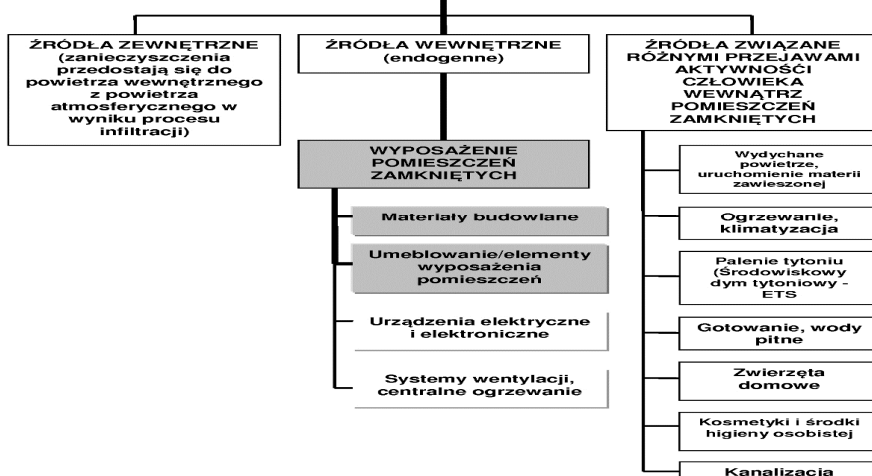 ŹRÓDŁA ZEWNĘTRZNE
(zanieczyszczenia
przedostają się do
powietrza wewnętrznego
z powietrza
atmosferycznego w
wyniku procesu
infiltracji)
ŹRÓDŁA WEWNĘTRZNE
(endogenne)
WYPOSAŻENIE
POMIESZCZEŃ
ZAMKNIĘTYCH
Materiały budowlane
Umeblowanie/elementy
wyposażenia
pomieszczeń
Urządzenia elektryczne
i elektroniczne
Systemy wentylacji,
centralne ogrzewanie
ŹRÓDŁA ZWIĄZANE
RÓŻNYMI PRZEJAWAMI
AKTYWNOŚĆI
CZŁOWIEKA
WEWNĄTRZ
POMIESZCZEŃ
ZAMKNIĘTYCH
Wydychane
powietrze,
uruchomienie materii
zawieszonej
Ogrzewanie,
klimatyzacja
Palenie tytoniu
(Środowiskowy
dym tytoniowy -
ETS
Gotowanie, wody
pitne
Zwierzęta
domowe
Kosmetyki i środki
higieny osobistej
Kanalizacja